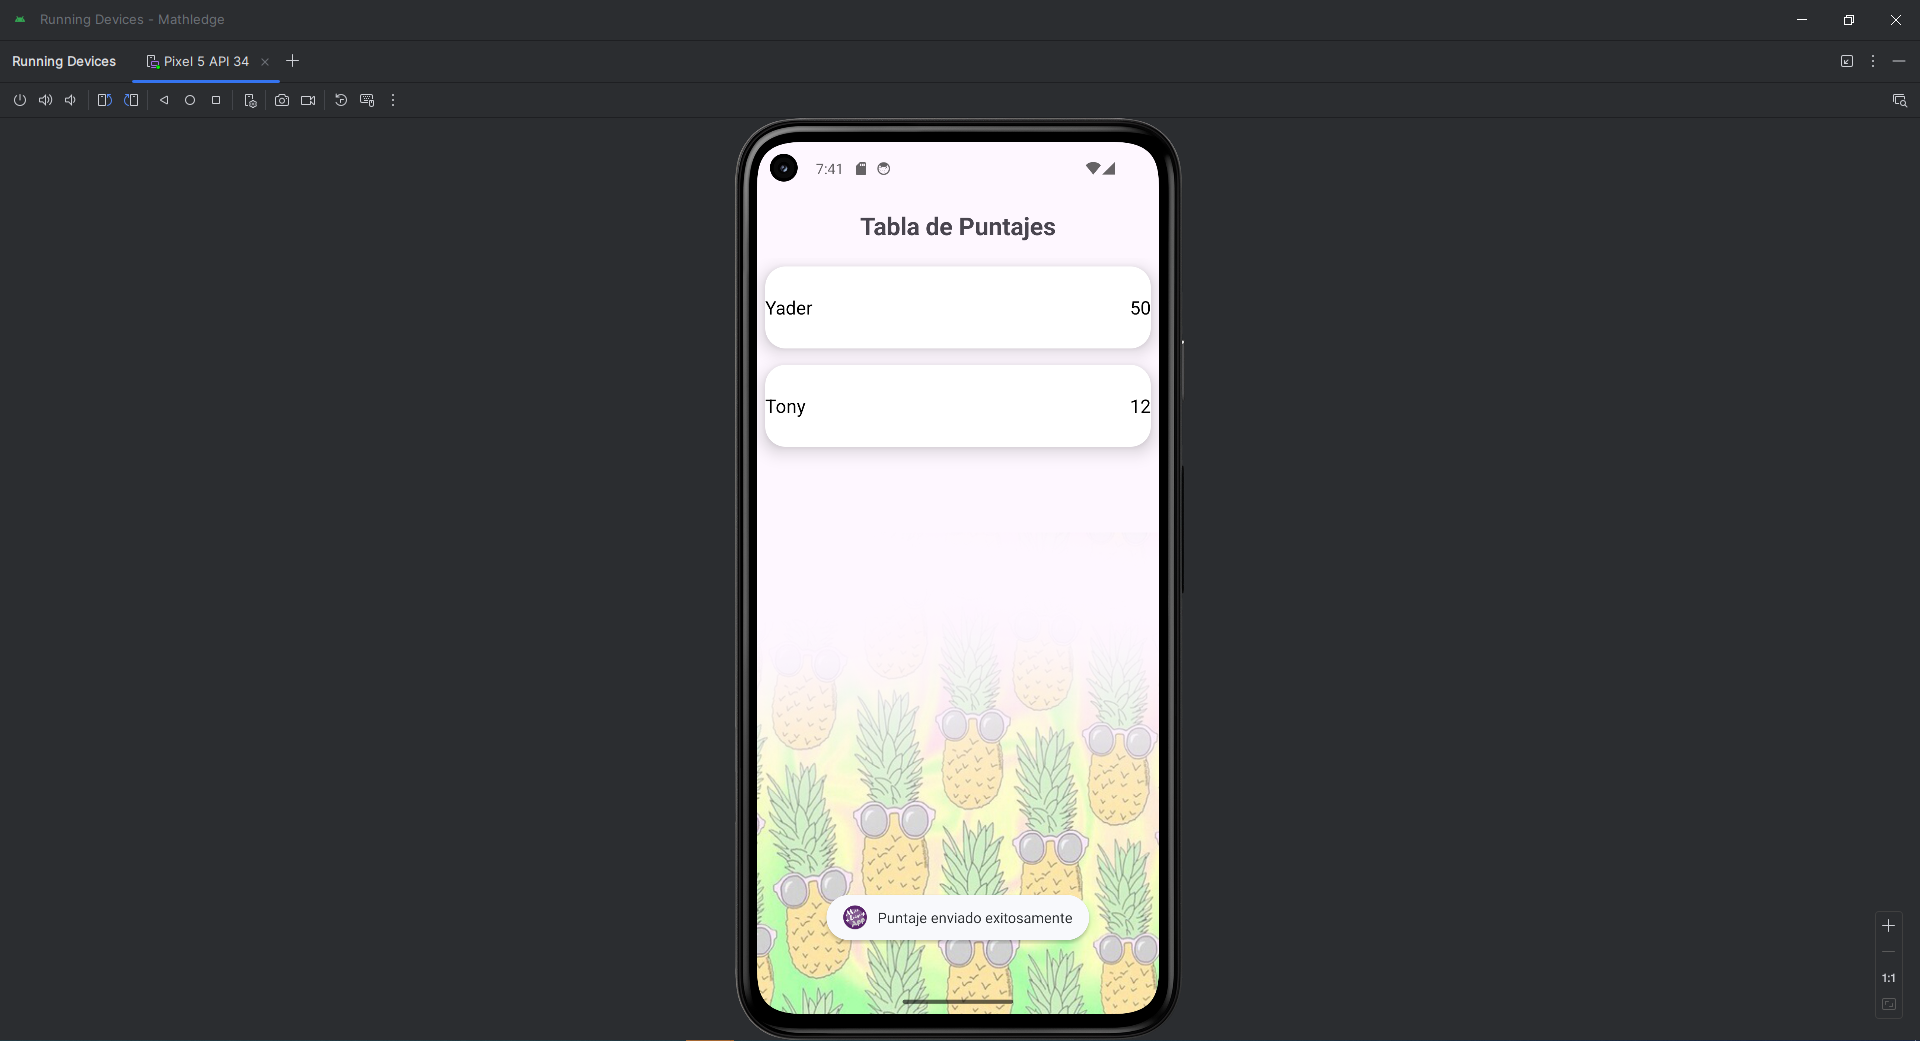 Running Devices - Mathledge
Running Devices
Pixel 5 API 34
7:41
Tabla de Puntajes
Yader 50
Tony 12
Puntaje enviado exitosamente
1:1